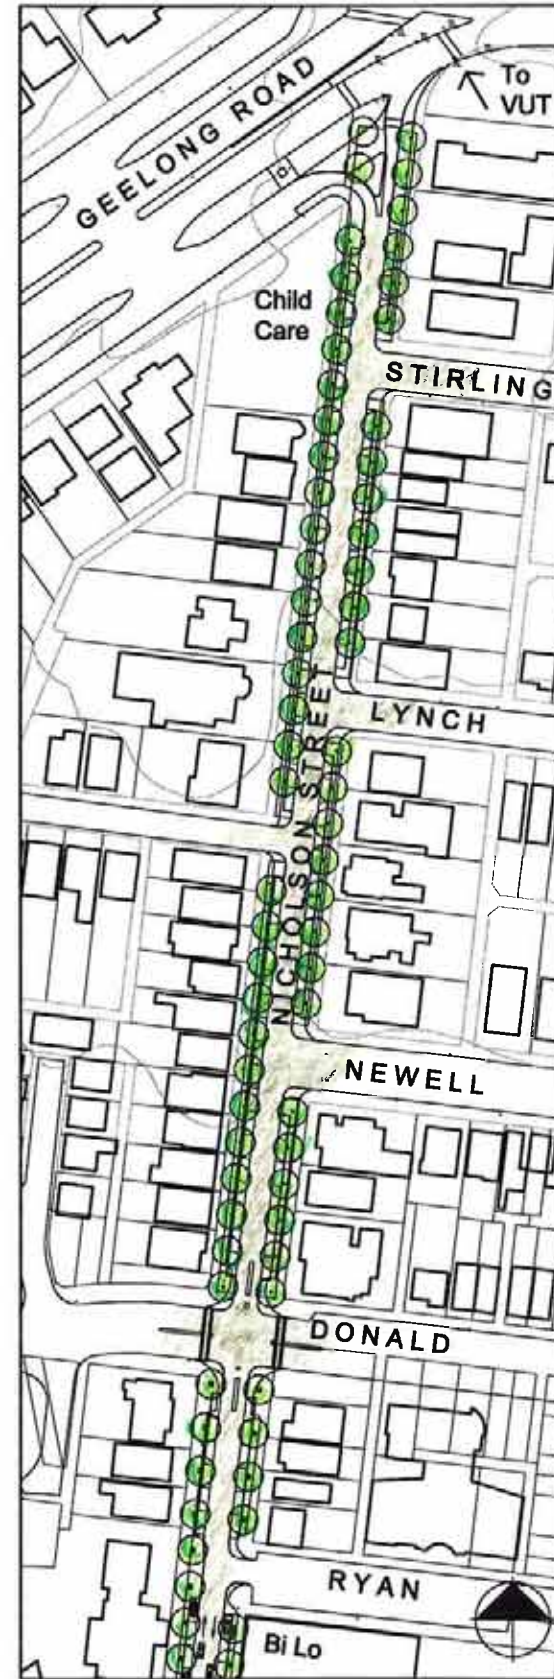 To
VUT
GEELONG ROAD
Child
Care
STIRLING
LYNCH
NICHOLSON STREET
NEWELL
DONALD
RYAN
Bi Lo